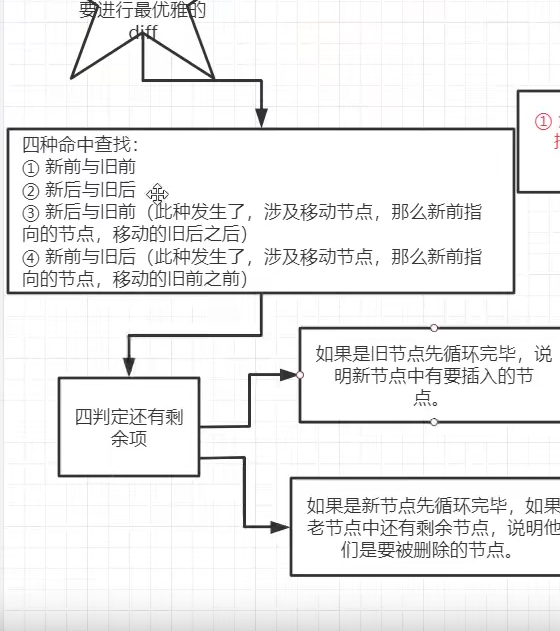 要进行最优雅的
diff
四种命中查找：
① 新前与旧前
② 新后与旧后
③ 新后与旧前（此种发生了，涉及移动节点，那么新前指
向的节点，移动的旧后之后）
④ 新前与旧后（此种发生了，涉及移动节点，那么新前指
向的节点，移动的旧前之前）
①
四判定还有剩
余项
如果是旧节点先循环完毕，说
明新节点中有要插入的节
点。
如果是新节点先循环完毕，如果
老节点中还有剩余节点，说明他
们是要被删除的节点。